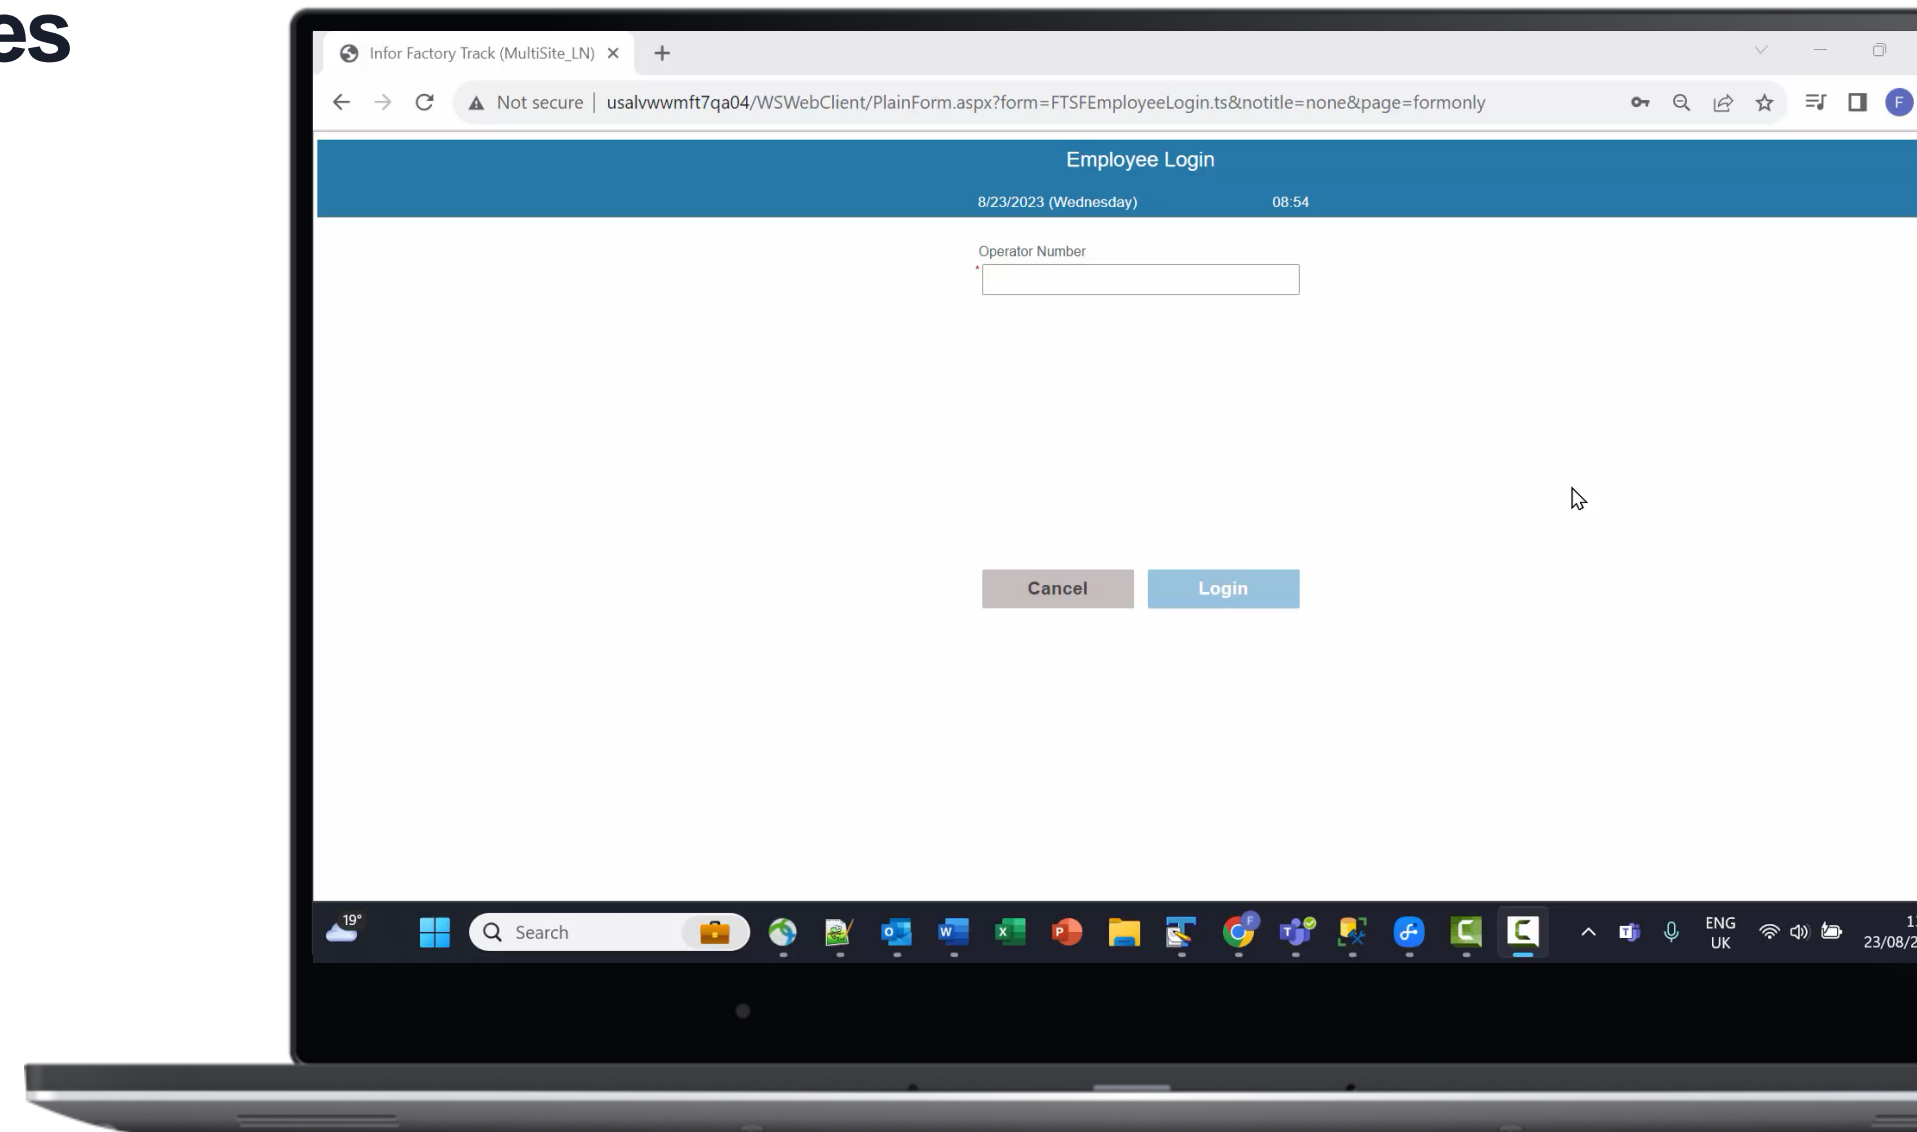 es
Infor Factory Track (MultiSite_LN)
Not secure usalvwwmft7qa04/WSWebClient/PlainForm.aspx?form=FTSFEmployeeLogin.ts&notitle=none&page=formonly
F
Employee Login
8/23/2023 (Wednesday) 08:54
Operator Number
*
Cancel Login
19°
Search
ENG
UK
23/08/2